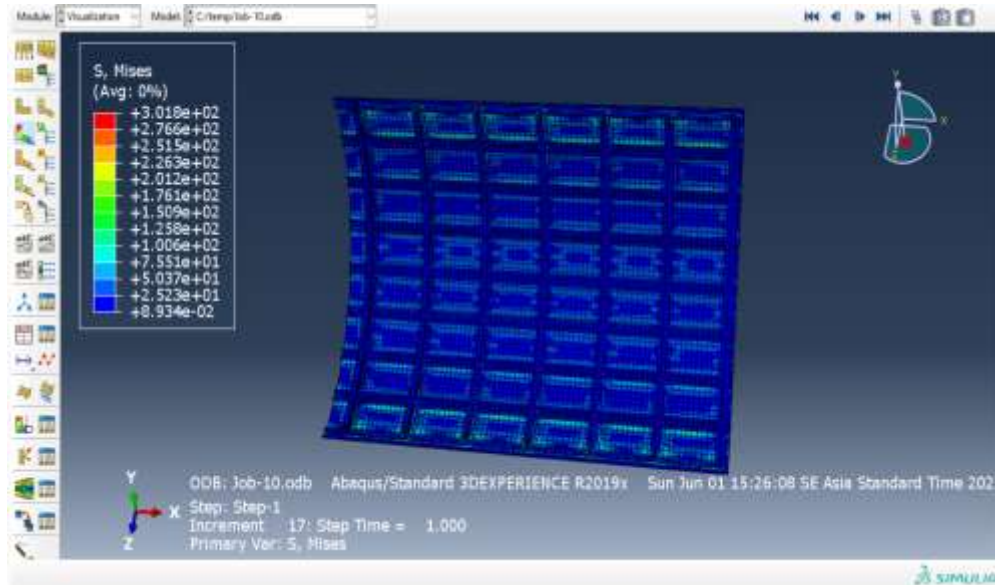 Module: Visualization Model: C:/temp/Job-10.odb
S, Mises
(Avg: 0%)
+3.018e+02
+2.766e+02
+2.515e+02
+2.263e+02
+2.012e+02
+1.761e+02
+1.509e+02
+1.258e+02
+1.006e+02
+7.551e+01
+5.037e+01
+2.523e+01
+8.934e-02
Y
X
Y
X
Z
ODB: Job-10.odb Abaqus/Standard 3DEXPERIENCE R2019x Sun Jun 01 15:26:08 SE Asia Standard Time 202
Step: Step-1
Increment 17: Step Time = 1.000
Primary Var: S, Mises
SIMULIA